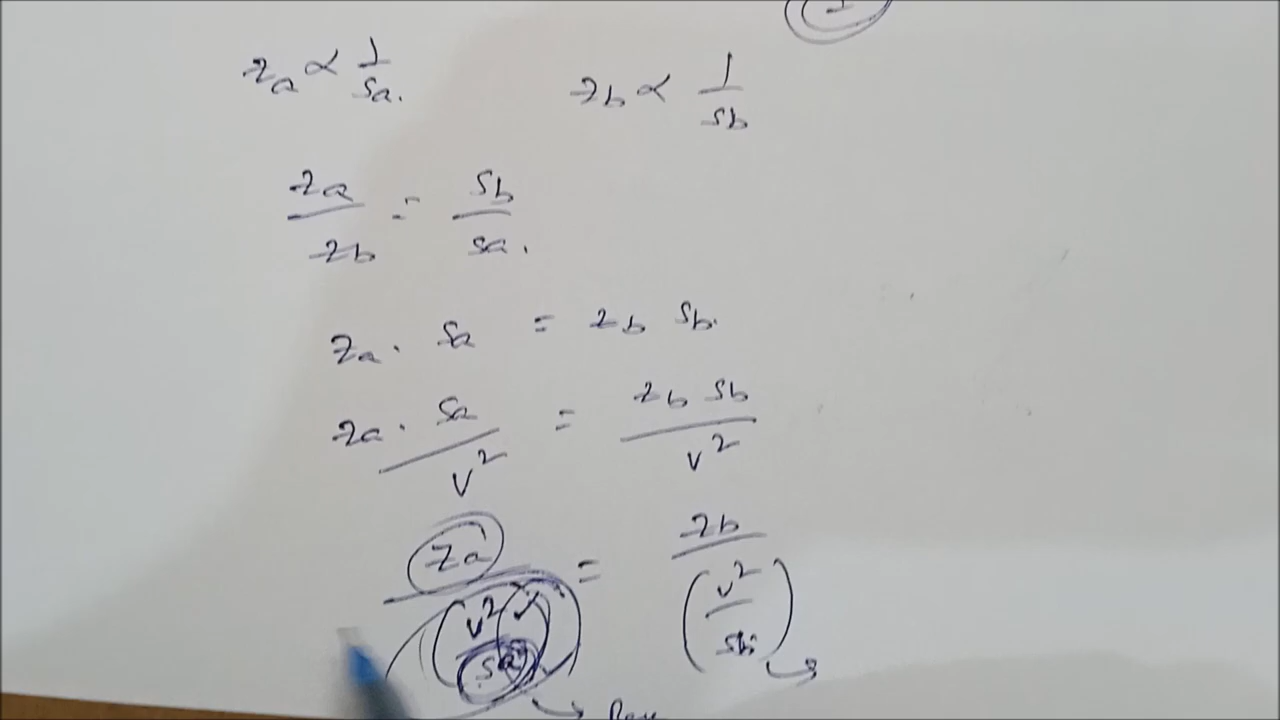 Za ∝ 1/Sa. Zb ∝ 1/Sb
Za/Zb = Sb/Sa.
Za . Sa = Zb Sb.
Za . Sa/V² = Zb Sb/V²
Za/(V²/Sa) = Zb/(V²/Sb)